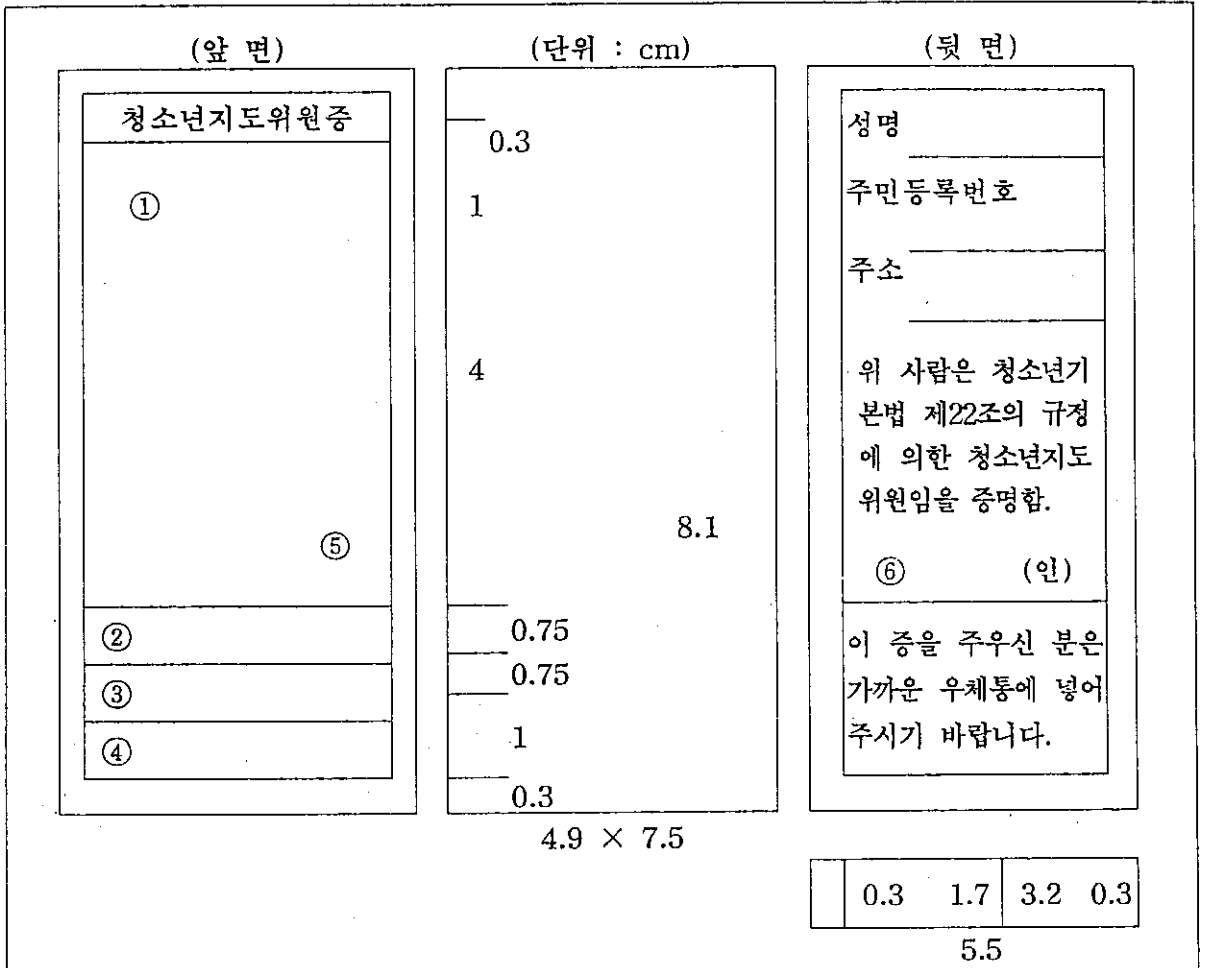 (앞 면)
청소년지도위원증
①
⑤
②
③
④
(단위 : cm)
0.3
1
4
8.1
0.75
0.75
1
0.3
4.9 × 7.5
(뒷 면)
성명
주민등록번호
주소
위 사람은 청소년기
본법 제22조의 규정
에 의한 청소년지도
위원임을 증명함.
⑥ (인)
이 증을 주우신 분은
가까운 우체통에 넣어
주시기 바랍니다.
0.3 1.7 3.2 0.3
5.5